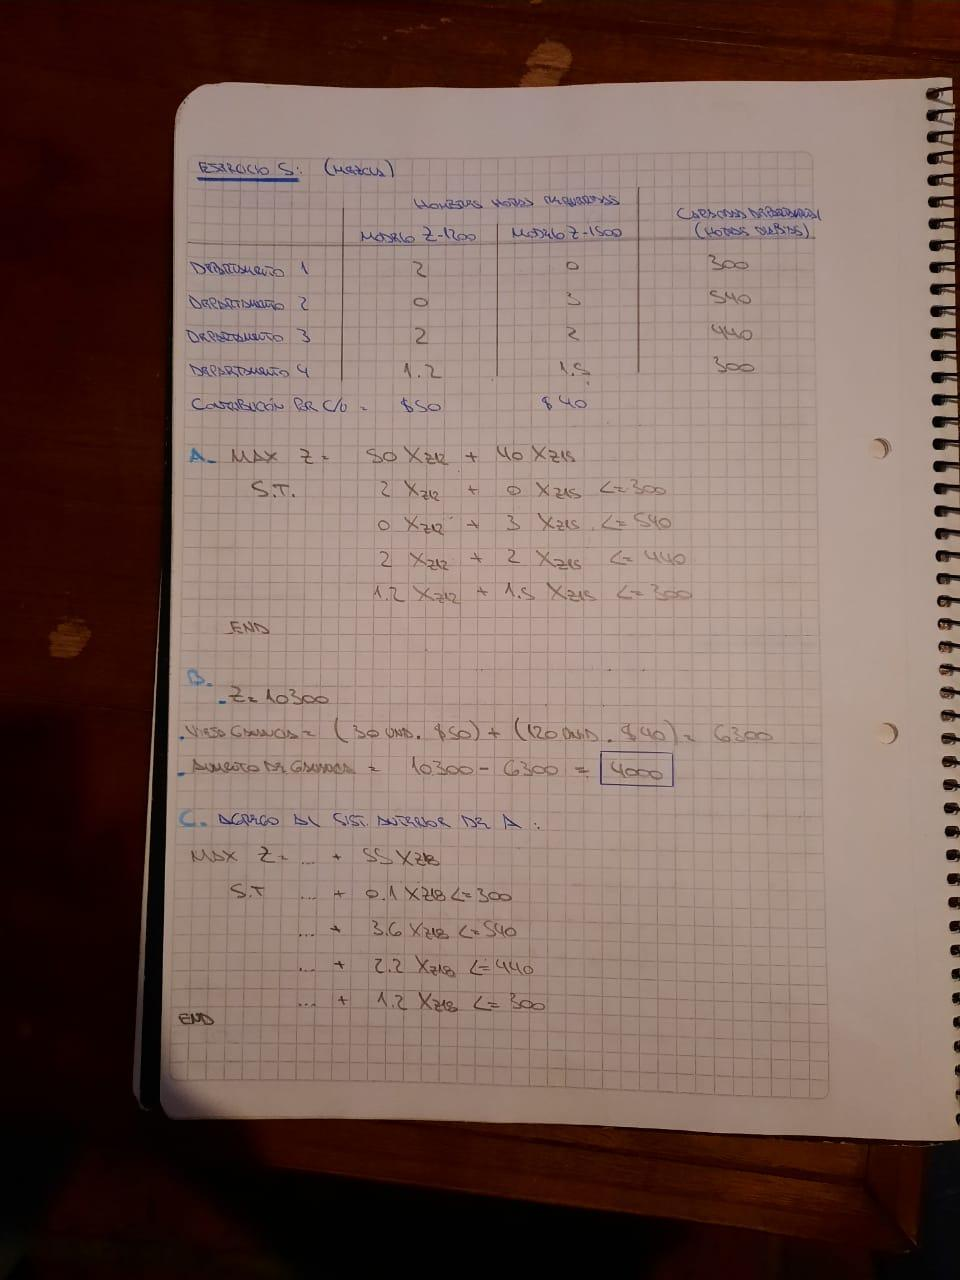 EJERCICIO 5: (MEZCLA)
HOMBRES HORAS REQUERIDAS
MODELO Z-1200 MODELO Z-1500 (HORAS DIARIAS)
DEPARTAMENTO 1 2 0 300
DEPARTAMENTO 2 0 3 540
DEPARTAMENTO 3 2 2 440
DEPARTAMENTO 4 1.2 1.5 300
CONTRIBUCIÓN POR C/U = $50 $40
A. MAX Z = 50 XZ12 + 40 XZ15
S.T. 2 XZ12 + 0 XZ15 <= 300
0 XZ12 + 3 XZ15 <= 540
2 XZ12 + 2 XZ15 <= 440
1.2 XZ12 + 1.5 XZ15 <= 300
END
B.
- Z = 10300
. VIEJA GANANCIA = (30 UNID. $50) + (120 UNID. $40) = 6300
- AUMENTO DE GANANCIA = 10300 - 6300 = 4000
C. AGREGO AL SIST. ANTERIOR DE A:
MAX Z = ... + 55 XZ18
S.T ... + 0.1 XZ18 <= 300
... + 3.6 XZ18 <= 540
... + 2.2 XZ18 <= 440
... + 1.2 XZ18 <= 300
END